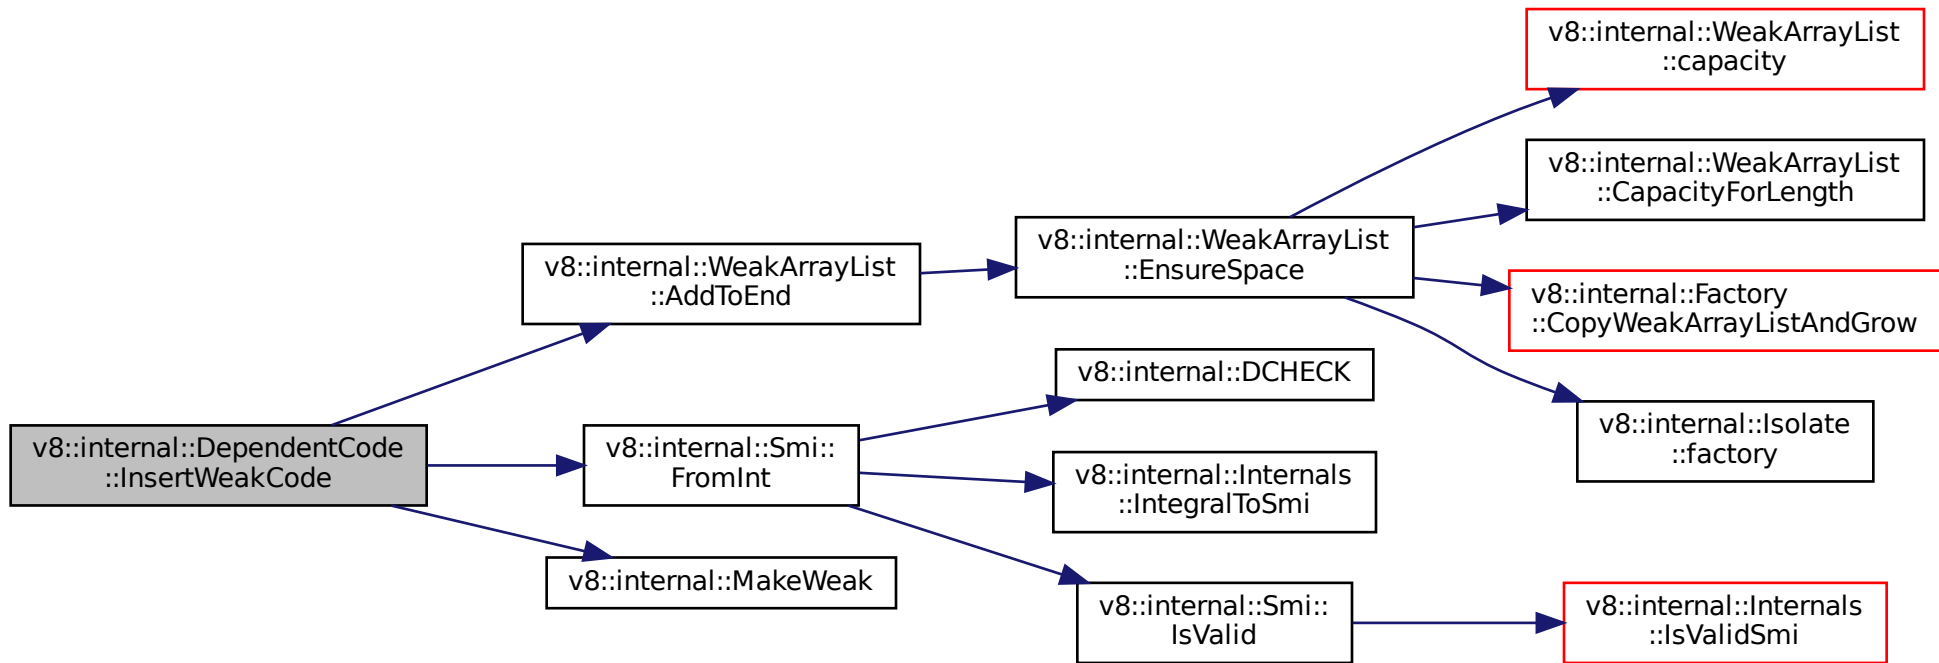 v8::internal::WeakArrayList
::capacity
v8::internal::WeakArrayList
::CapacityForLength
v8::internal::WeakArrayList
::EnsureSpace
v8::internal::WeakArrayList
::AddToEnd
v8::internal::Factory
::CopyWeakArrayListAndGrow
v8::internal::DCHECK
v8::internal::Isolate
::factory
v8::internal::DependentCode
::InsertWeakCode
v8::internal::Smi::
FromInt
v8::internal::Internals
::IntegralToSmi
v8::internal::MakeWeak
v8::internal::Smi::
IsValid
v8::internal::Internals
::IsValidSmi